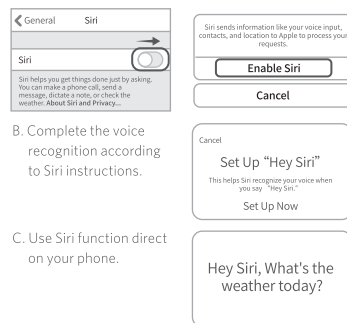 General Siri
Siri
Siri helps you get things done just by asking.
You can make a phone call, send a
message, dictate a note, or check the
weather. About Siri and Privacy...
Siri sends information like your voice input,
contacts, and location to Apple to process your
requests.
Enable Siri
Cancel
B. Complete the voice
recognition according
to Siri instructions.
Cancel
Set Up “Hey Siri”
This helps Siri recognize your voice when
you say “Hey Siri.”
Set Up Now
C. Use Siri function direct
on your phone.
Hey Siri, What's the
weather today?